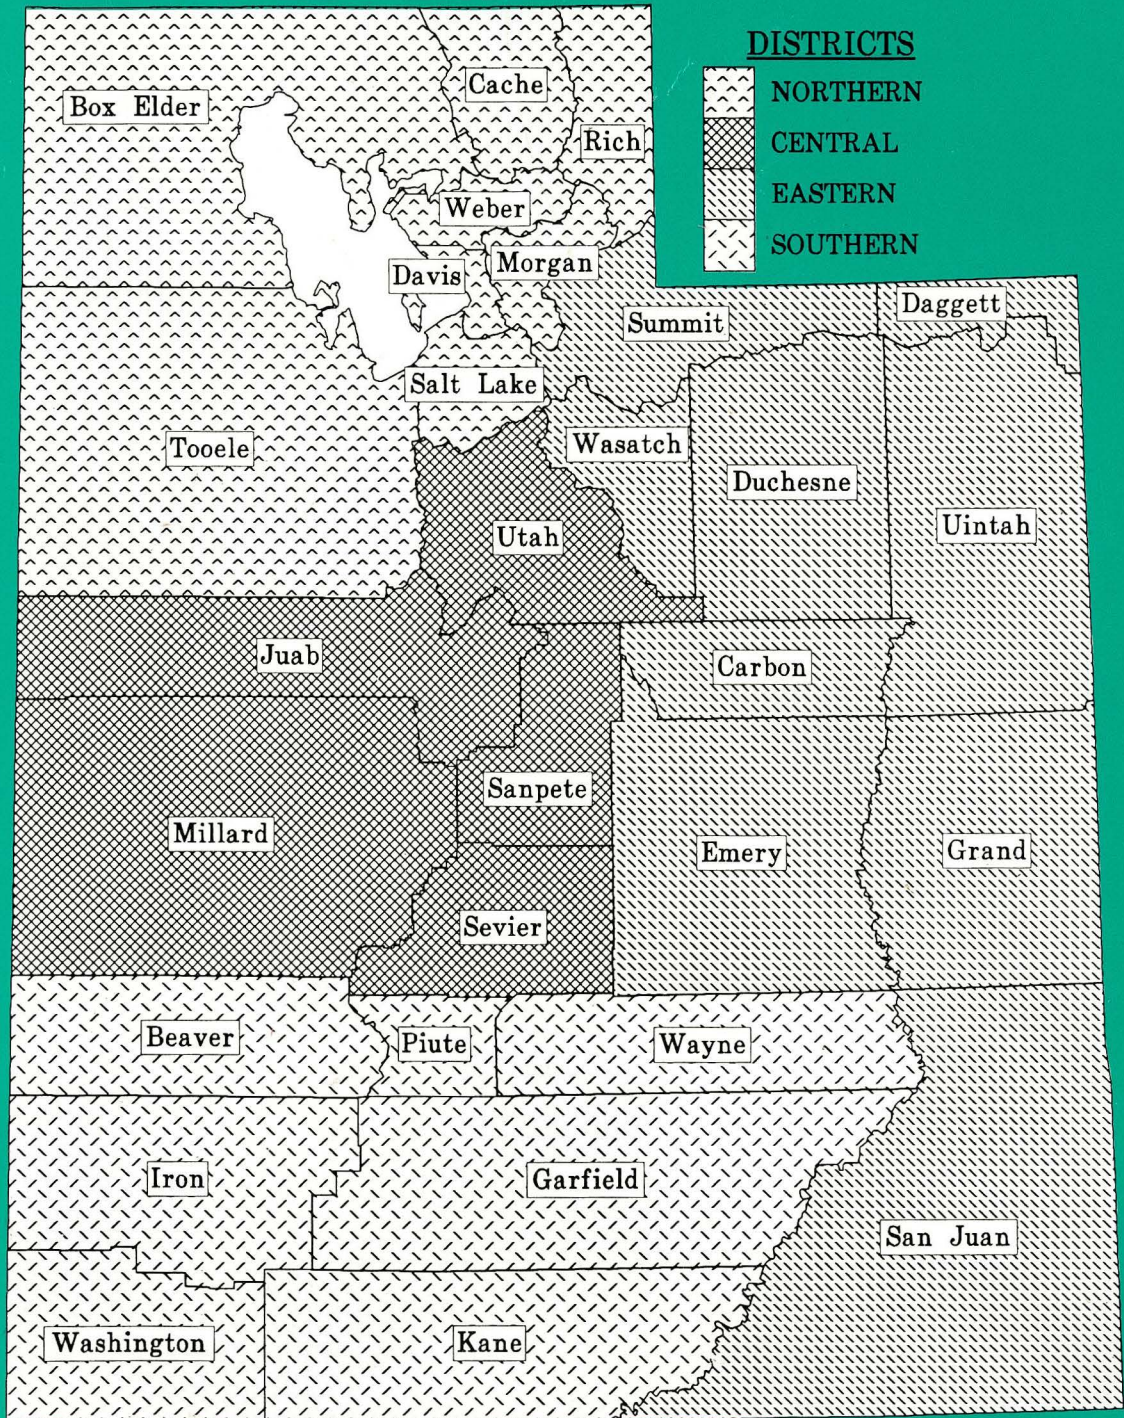 DISTRICTS
NORTHERN
CENTRAL
EASTERN
SOUTHERN
Cache
Box Elder
Rich
Weber
Morgan
Davis
Daggett
Summit
Salt Lake
Wasatch
Tooele
Duchesne
Uintah
Utah
Juab
Carbon
Sanpete
Millard
Emery
Grand
Sevier
Beaver
Piute
Wayne
Iron
Garfield
San Juan
Washington
Kane